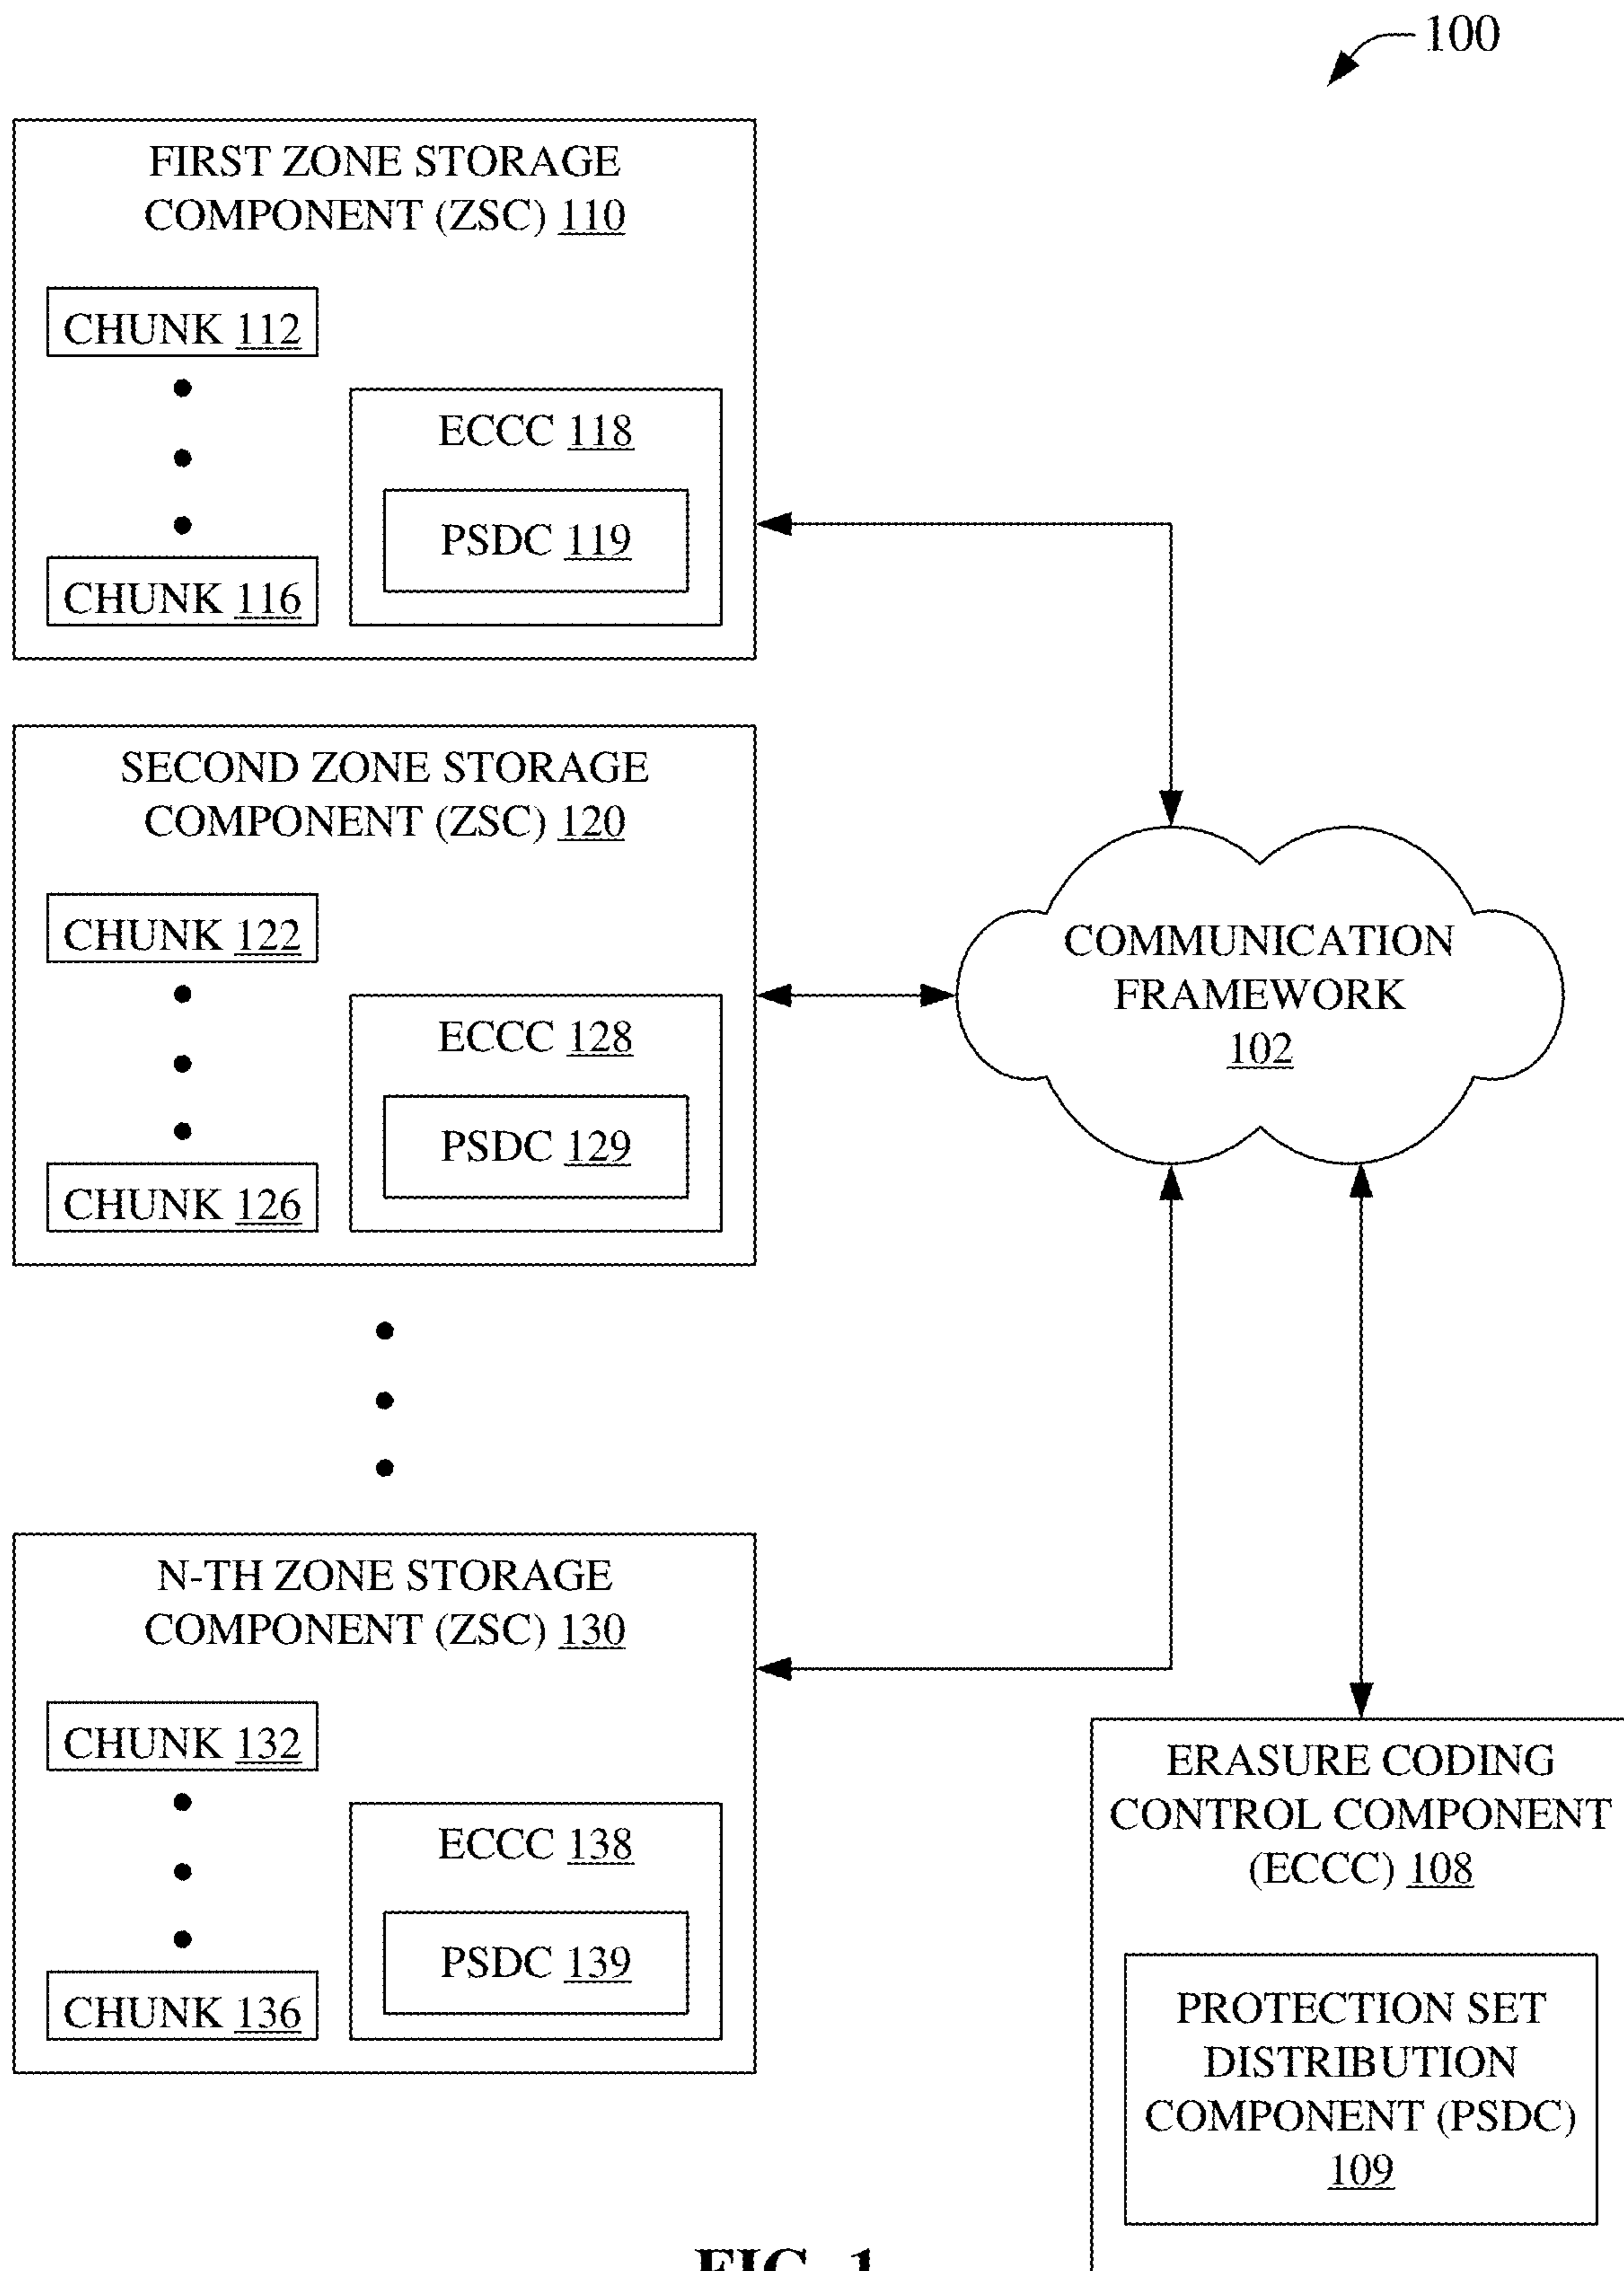 100
FIRST ZONE STORAGE
COMPONENT (ZSC) 110
CHUNK 112
ECCC 118
PSDC 119
CHUNK 116
SECOND ZONE STORAGE
COMPONENT (ZSC) 120
CHUNK 122
ECCC 128
PSDC 129
CHUNK 126
COMMUNICATION
FRAMEWORK
102
N-TH ZONE STORAGE
COMPONENT (ZSC) 130
CHUNK 132
ECCC 138
PSDC 139
CHUNK 136
ERASURE CODING
CONTROL COMPONENT
(ECCC) 108
PROTECTION SET
DISTRIBUTION
COMPONENT (PSDC)
109
FIG. 1